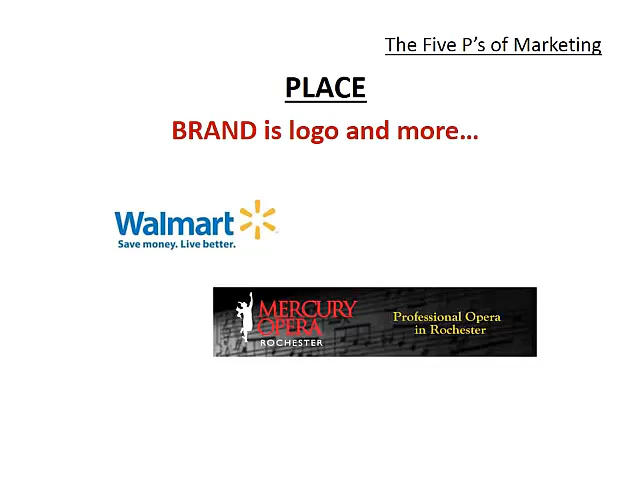 The Five P's of Marketing
PLACE
BRAND is logo and more…
Walmart
Save money. Live better.
MERCURY
OPERA
ROCHESTER
Professional Opera
in Rochester